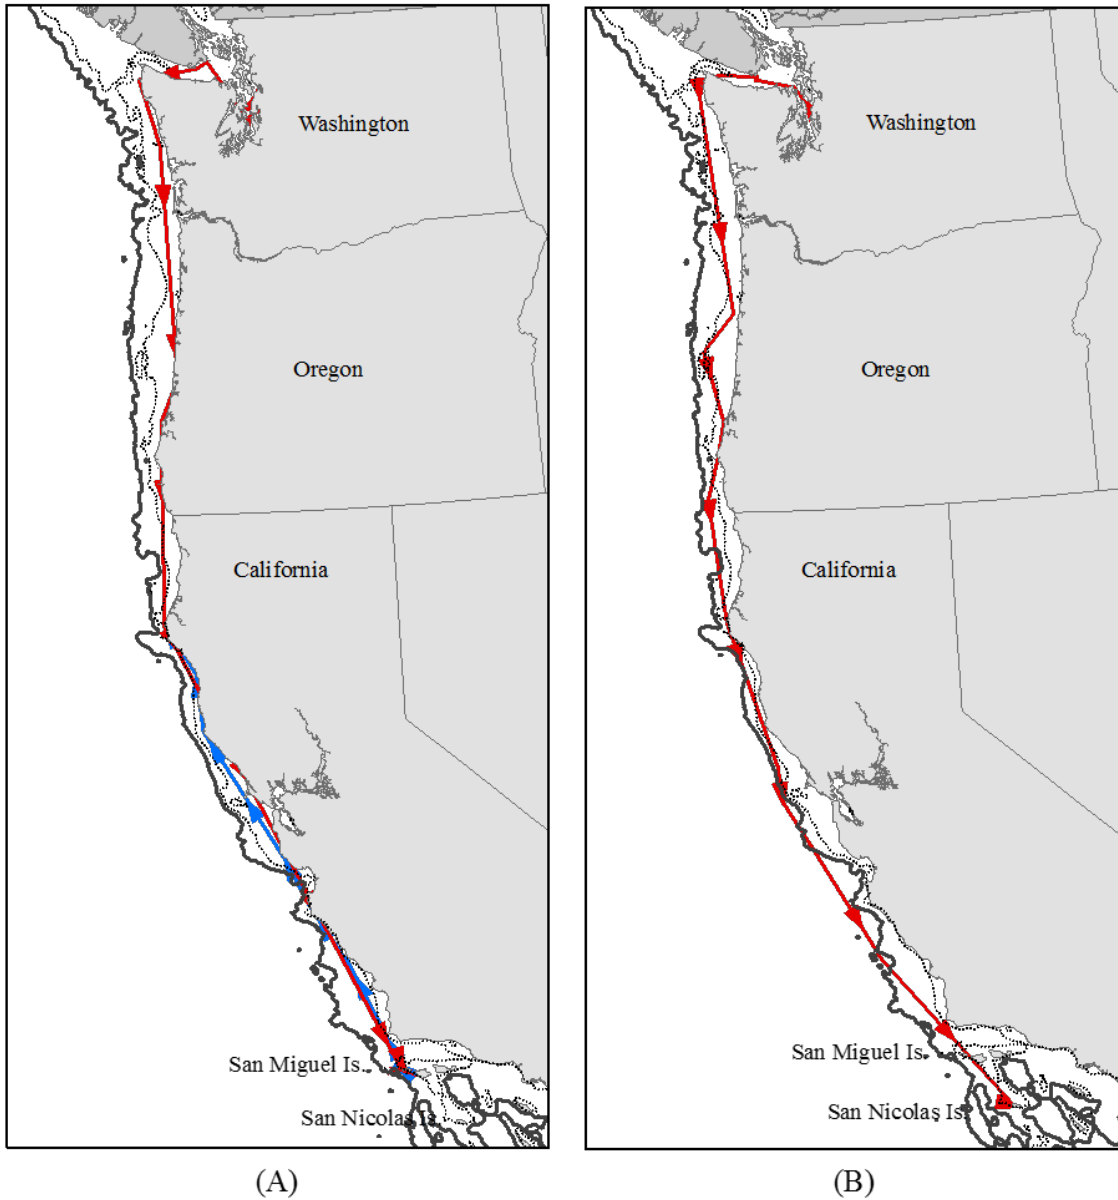 Washington
Oregon
California
San Miguel Is.
San Nicolas Is.
(A)
Washington
Oregon
California
San Miguel Is.
San Nicolas Is.
(B)